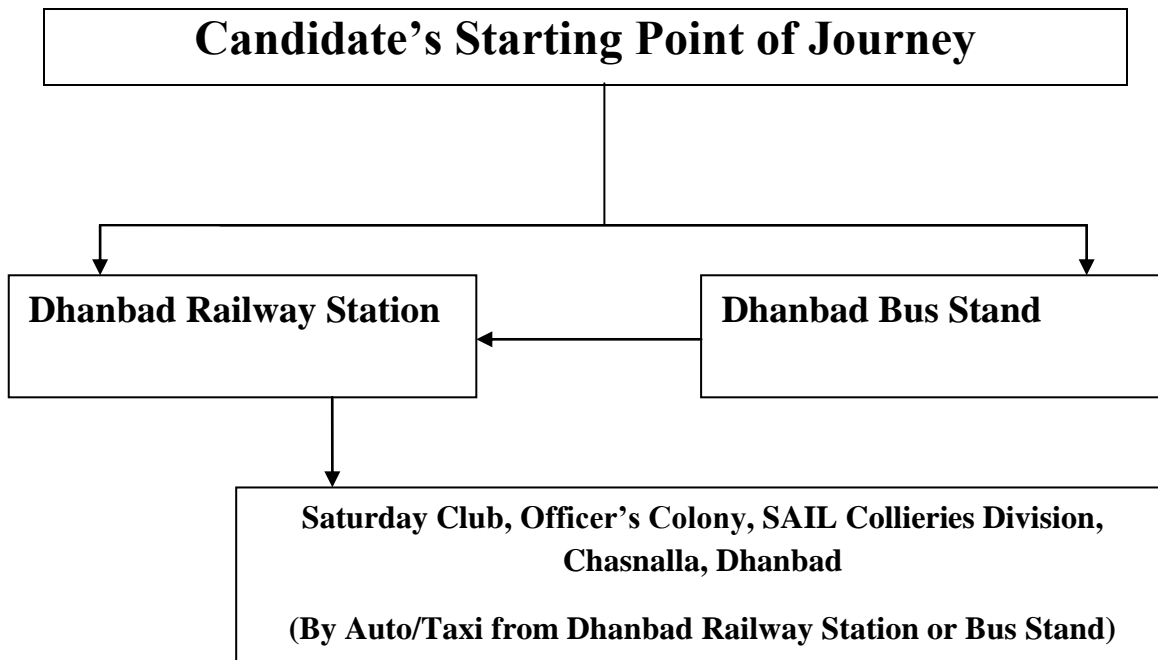 Candidate’s Starting Point of Journey
Dhanbad Railway Station
Dhanbad Bus Stand
Saturday Club, Officer’s Colony, SAIL Collieries Division,
Chasnalla, Dhanbad
(By Auto/Taxi from Dhanbad Railway Station or Bus Stand)